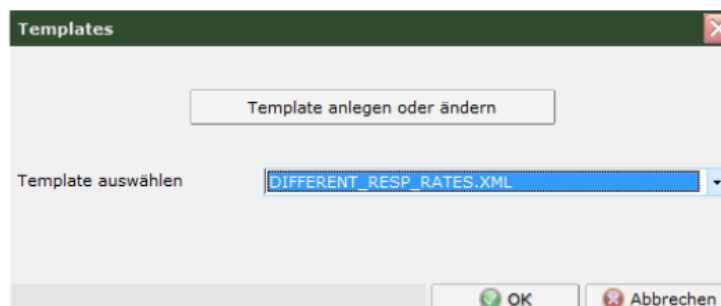 Templates
Template anlegen oder ändern
Template auswählen DIFFERENT_RESP_RATES.XML
OK Abbrechen